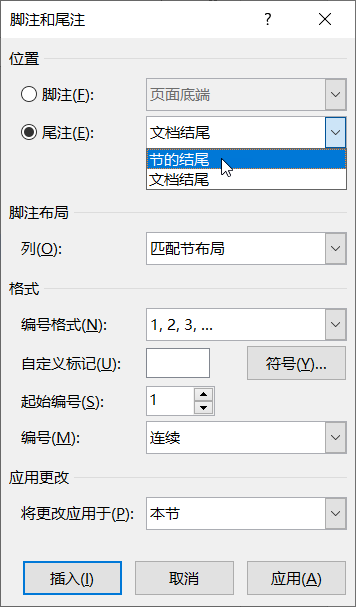 脚注和尾注 ?
位置
脚注(F): 页面底端
尾注(E): 文档结尾
节的结尾
文档结尾
脚注布局
列(O): 匹配节布局
格式
编号格式(N): 1, 2, 3, ...
自定义标记(U): 符号(Y)...
起始编号(S): 1
编号(M): 连续
应用更改
将更改应用于(P): 本节
插入(I) 取消 应用(A)